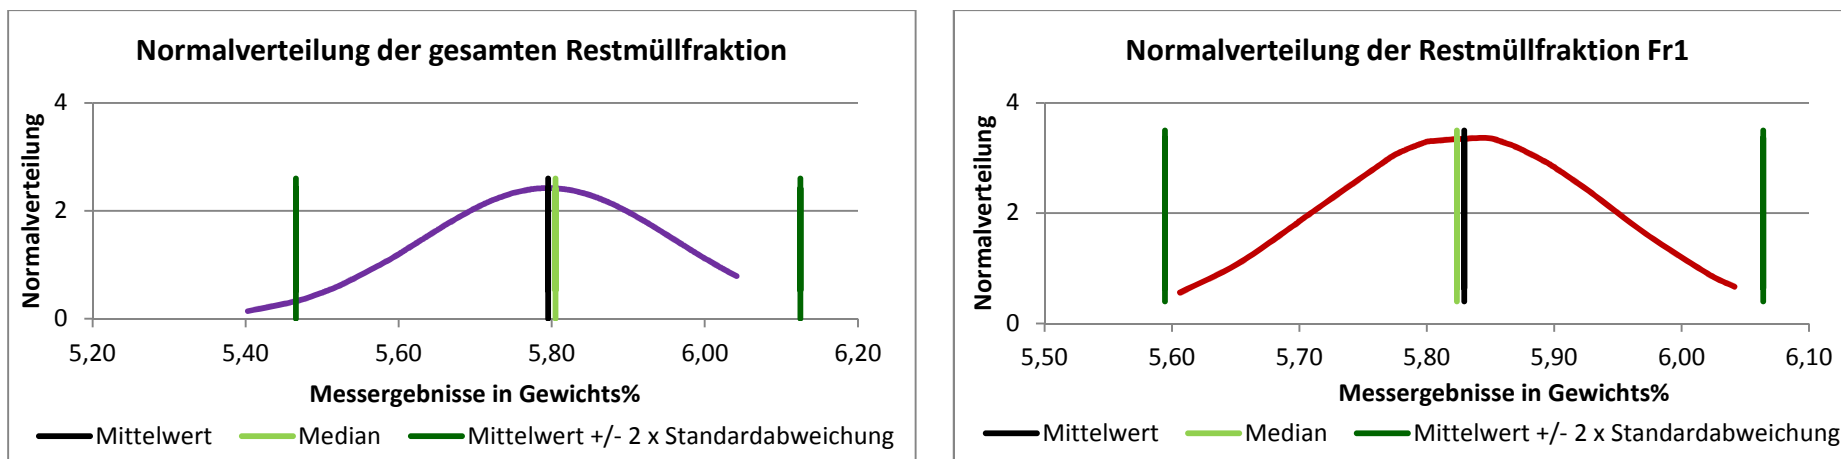 Normalverteilung der gesamten Restmüllfraktion
Normalverteilung
4
2
0
5,20
5,40
5,60
5,80
6,00
6,20
Messergebnisse in Gewichts%
Mittelwert
Median
Mittelwert +/- 2 x Standardabweichung
Normalverteilung der Restmüllfraktion Fr1
Normalverteilung
4
2
0
5,50
5,60
5,70
5,80
5,90
6,00
6,10
Messergebnisse in Gewichts%
Mittelwert
Median
Mittelwert +/- 2 x Standardabweichung